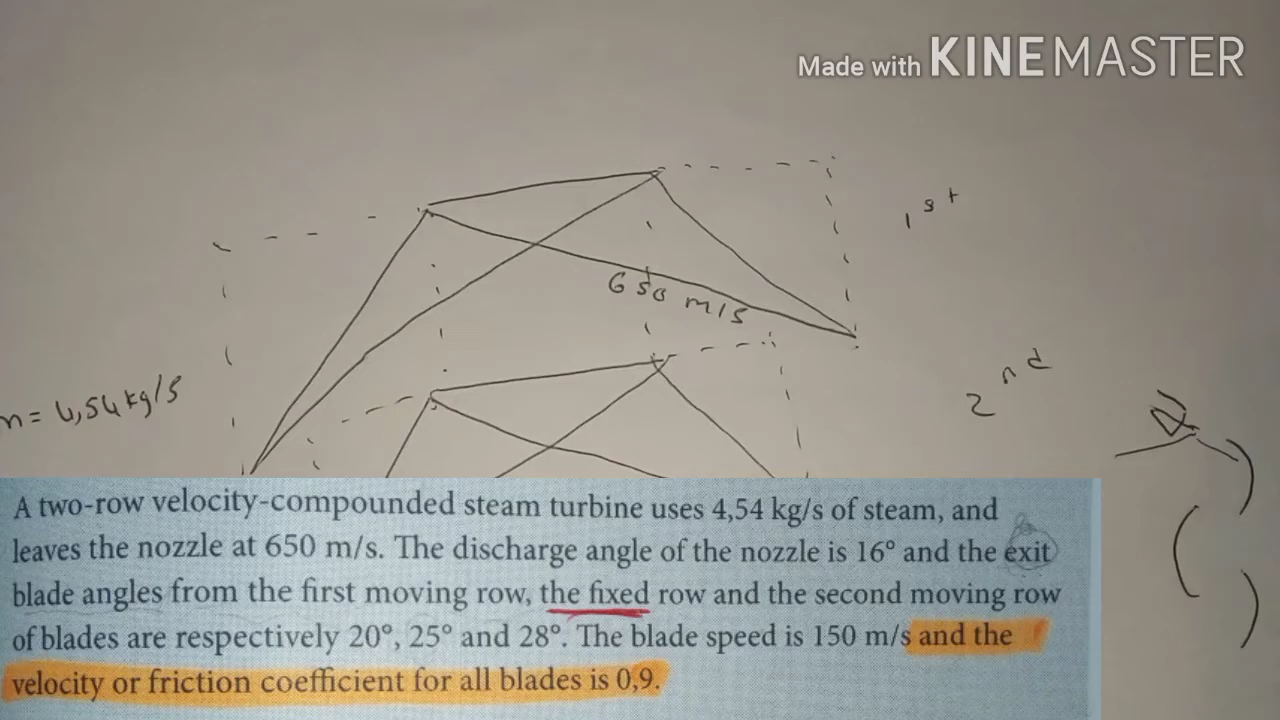 Made with KINEMASTER
1st
650 m/s
2nd
m = 4,54 kg/s
A two-row velocity-compounded steam turbine uses 4,54 kg/s of steam, and
leaves the nozzle at 650 m/s. The discharge angle of the nozzle is 16° and the exit
blade angles from the first moving row, the fixed row and the second moving row
of blades are respectively 20°, 25° and 28°. The blade speed is 150 m/s and the
velocity or friction coefficient for all blades is 0,9.